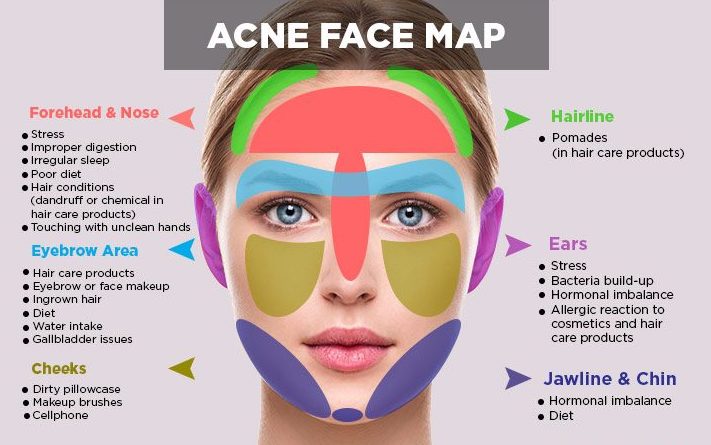 ACNE FACE MAP
Forehead & Nose
Stress
Improper digestion
Irregular sleep
Poor diet
Hair conditions
(dandruff or chemical in
hair care products)
Touching with unclean hands
Eyebrow Area
Hair care products
Eyebrow or face makeup
Ingrown hair
Diet
Water intake
Gallbladder issues
Cheeks
Dirty pillowcase
Makeup brushes
Cellphone
Hairline
Pomades
(in hair care products)
Ears
Stress
Bacteria build-up
Hormonal imbalance
Allergic reaction to
cosmetics and hair
care products
Jawline & Chin
Hormonal imbalance
Diet